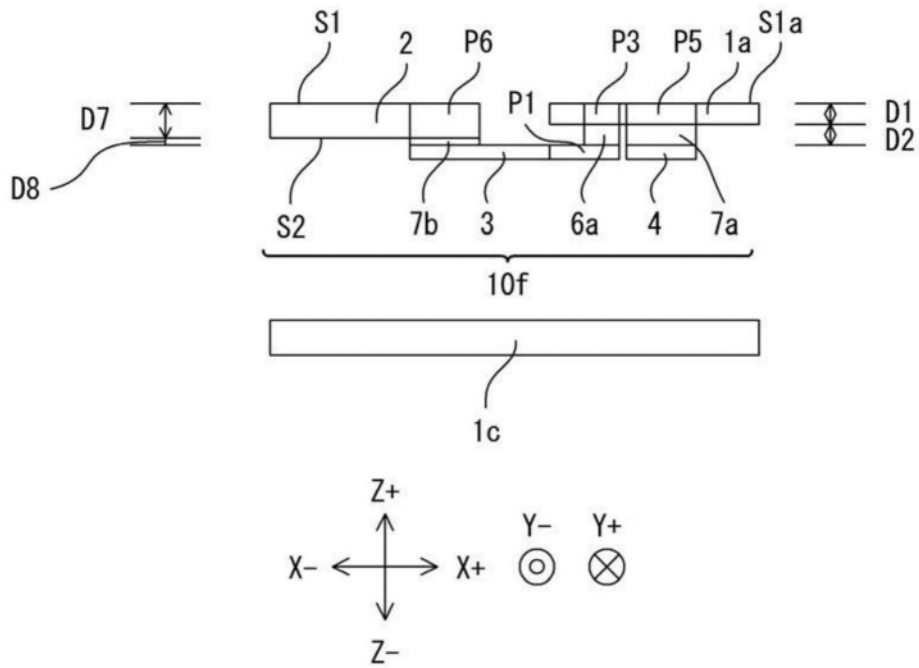 S1 2 P6 P3 P5 1a S1a
D7 P1 D1
D2
D8
S2 7b 3 6a 4 7a
10f
1c
Z+ Y- Y+
X- X+
Z-